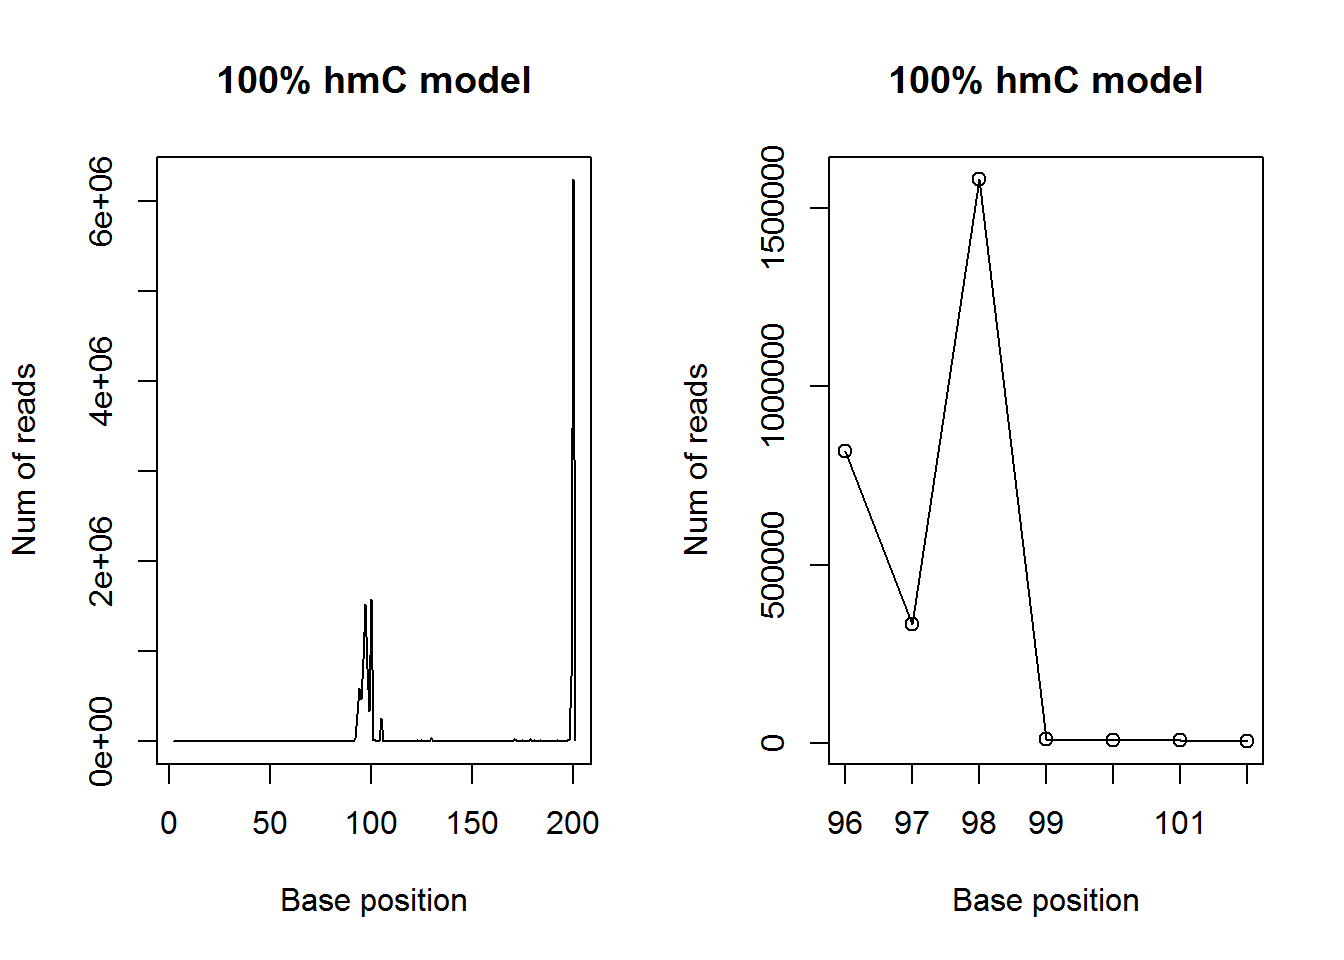 100% hmC model
Num of reads
6e+06
4e+06
2e+06
0e+00
0 50 100 150 200
Base position
100% hmC model
Num of reads
1500000
1000000
500000
0
96 97 98 99 101
Base position